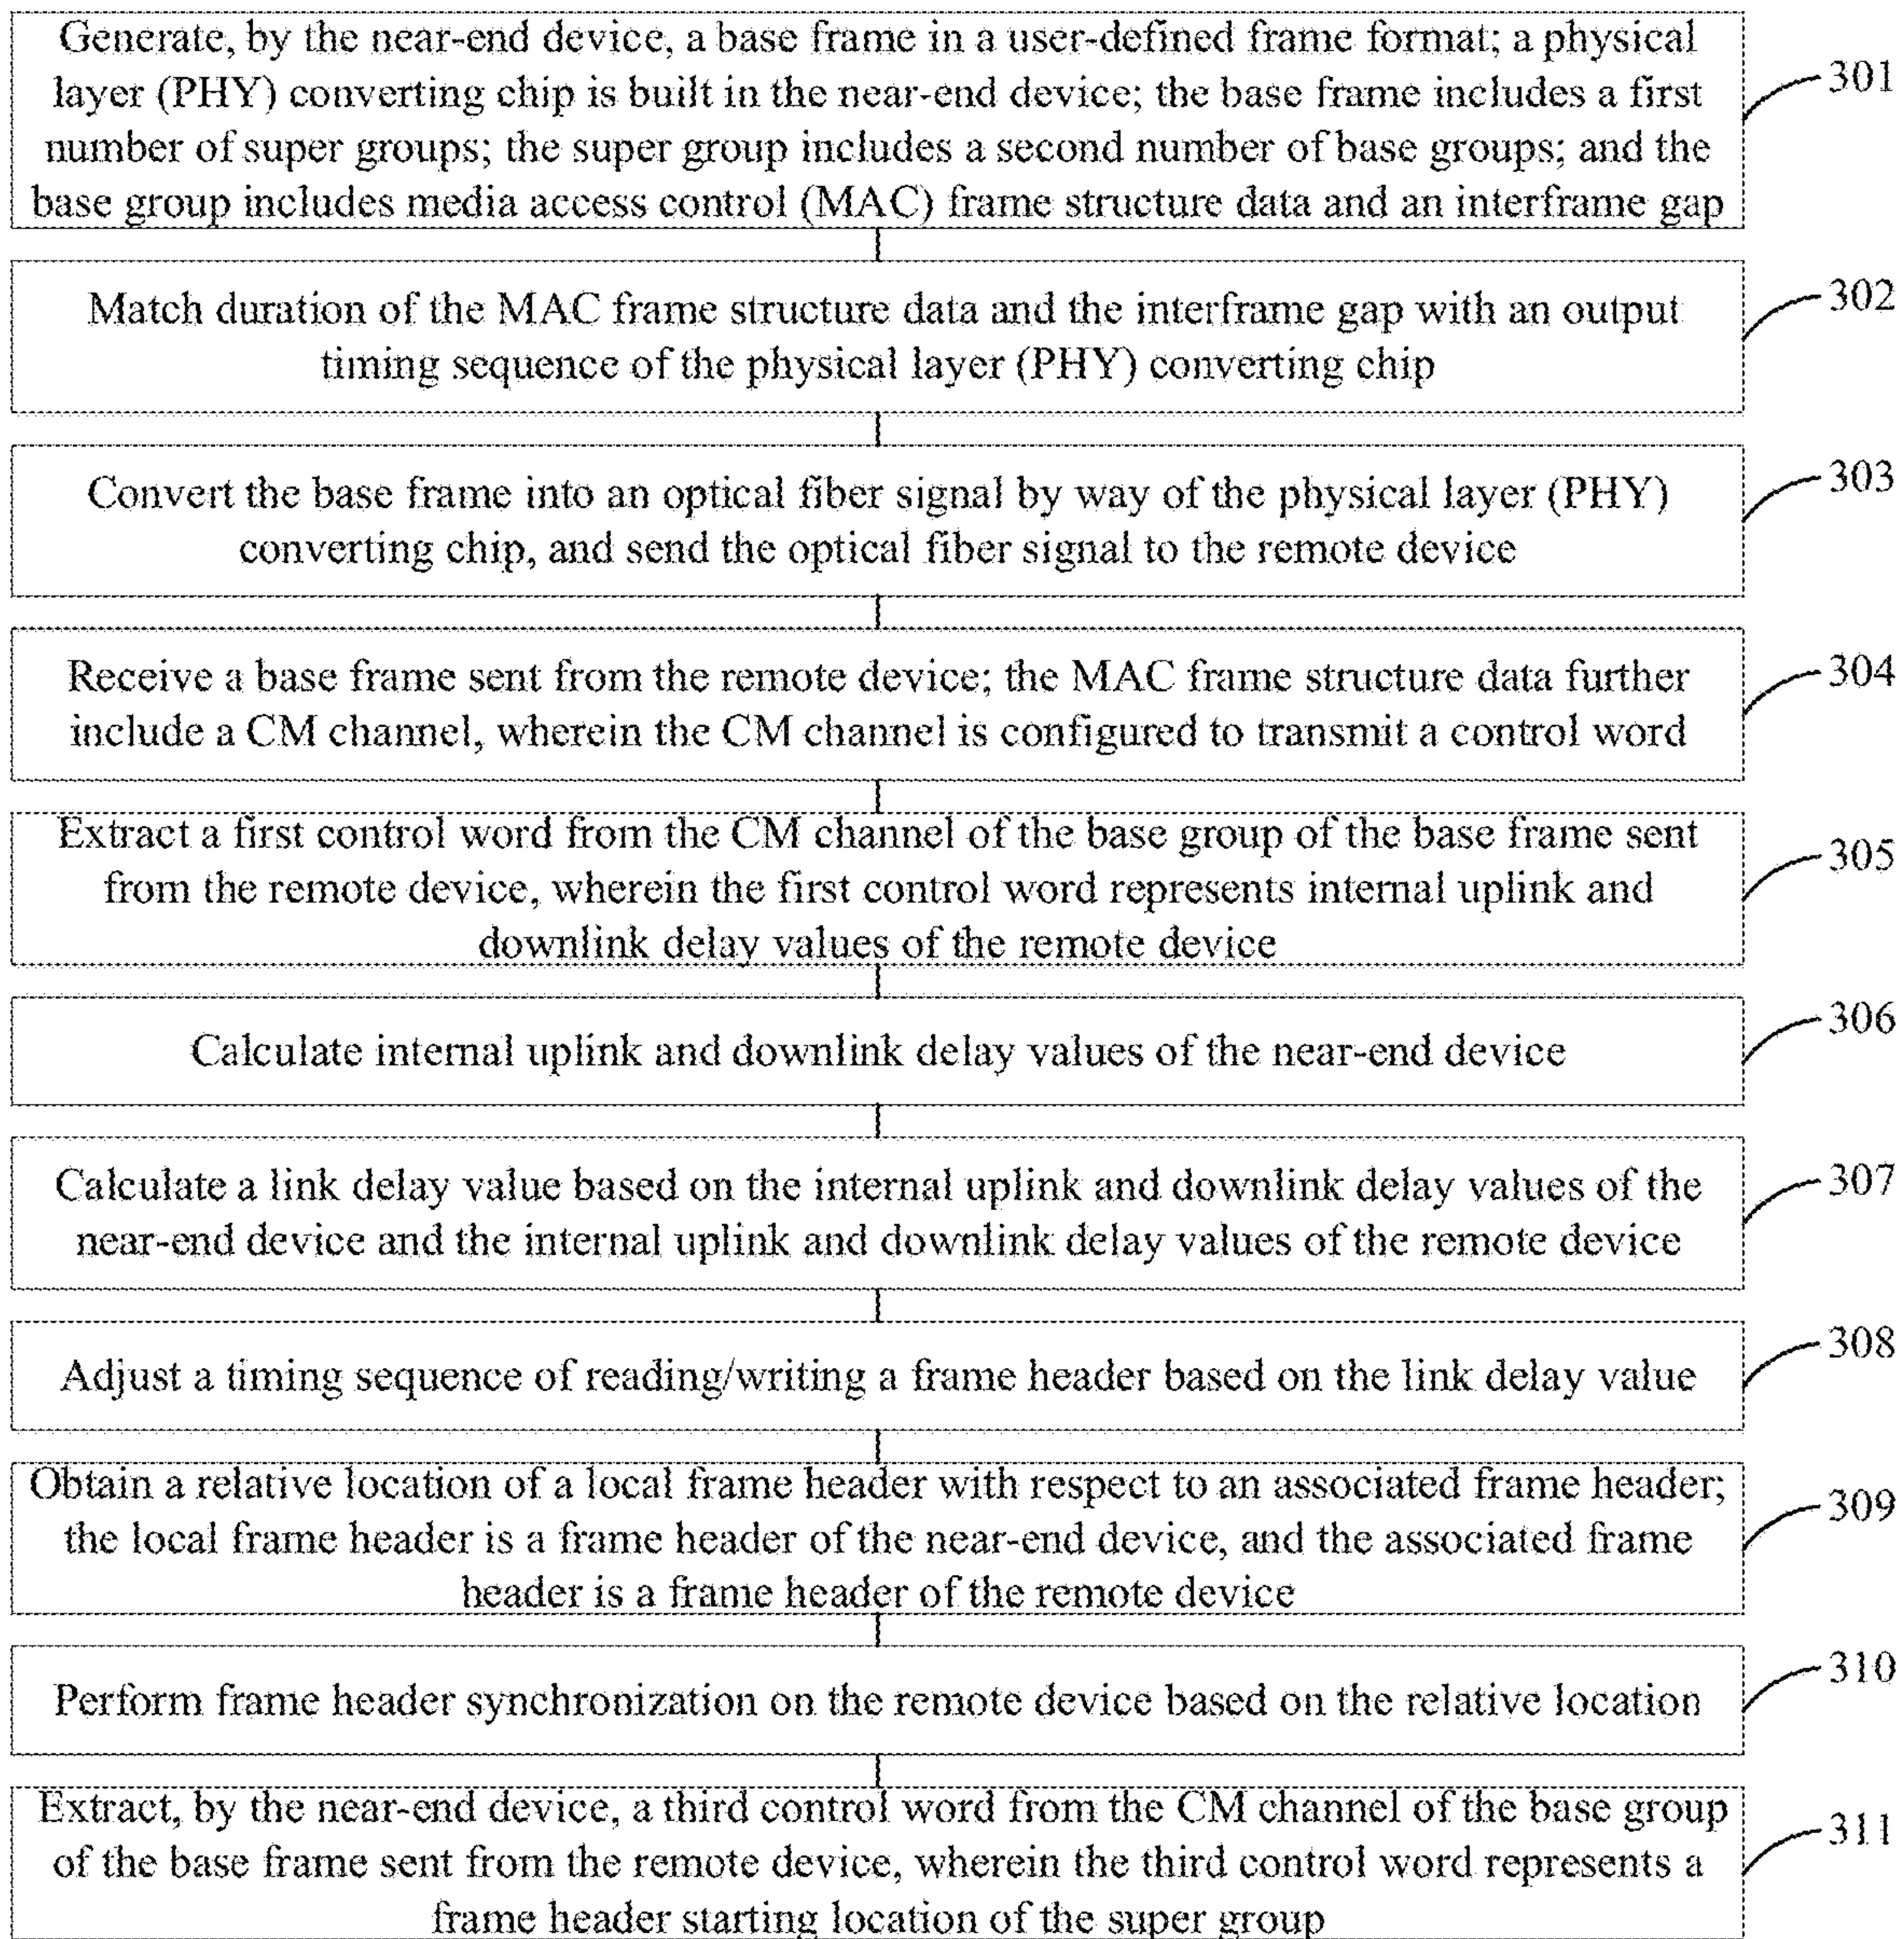 Generate, by the near-end device, a base frame in a user-defined frame format; a physical
layer (PHY) converting chip is built in the near-end device; the base frame includes a first
number of super groups; the super group includes a second number of base groups; and the
base group includes media access control (MAC) frame structure data and an interframe gap
301
Match duration of the MAC frame structure data and the interframe gap with an output
timing sequence of the physical layer (PHY) converting chip
302
Convert the base frame into an optical fiber signal by way of the physical layer (PHY)
converting chip, and send the optical fiber signal to the remote device
303
Receive a base frame sent from the remote device; the MAC frame structure data further
include a CM channel, wherein the CM channel is configured to transmit a control word
304
Extract a first control word from the CM channel of the base group of the base frame sent
from the remote device, wherein the first control word represents internal uplink and
downlink delay values of the remote device
305
Calculate internal uplink and downlink delay values of the near-end device
306
Calculate a link delay value based on the internal uplink and downlink delay values of the
near-end device and the internal uplink and downlink delay values of the remote device
307
Adjust a timing sequence of reading/writing a frame header based on the link delay value
308
Obtain a relative location of a local frame header with respect to an associated frame header;
the local frame header is a frame header of the near-end device, and the associated frame
header is a frame header of the remote device
309
Perform frame header synchronization on the remote device based on the relative location
310
Extract, by the near-end device, a third control word from the CM channel of the base group
of the base frame sent from the remote device, wherein the third control word represents a
frame header starting location of the super group
311